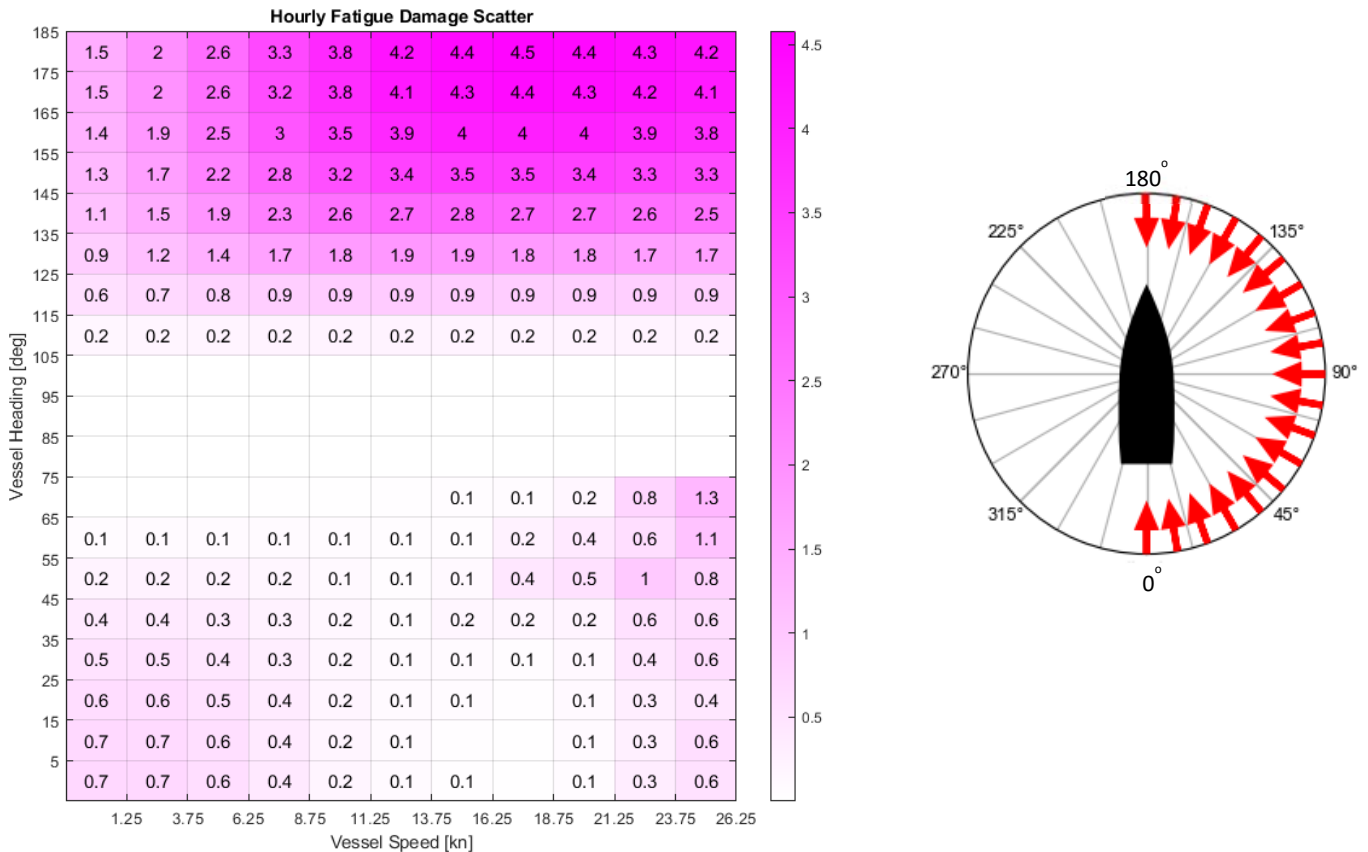 Hourly Fatigue Damage Scatter
185
1.5 2 2.6 3.3 3.8 4.2 4.4 4.5 4.4 4.3 4.2
175
1.5 2 2.6 3.2 3.8 4.1 4.3 4.4 4.3 4.2 4.1
165
1.4 1.9 2.5 3 3.5 3.9 4 4 4 3.9 3.8
155
1.3 1.7 2.2 2.8 3.2 3.4 3.5 3.5 3.4 3.3 3.3
145
1.1 1.5 1.9 2.3 2.6 2.7 2.8 2.7 2.7 2.6 2.5
135
0.9 1.2 1.4 1.7 1.8 1.9 1.9 1.8 1.8 1.7 1.7
125
0.6 0.7 0.8 0.9 0.9 0.9 0.9 0.9 0.9 0.9 0.9
115
0.2 0.2 0.2 0.2 0.2 0.2 0.2 0.2 0.2 0.2 0.2
105
95
85
75
0.1 0.1 0.2 0.8 1.3
65
0.1 0.1 0.1 0.1 0.1 0.1 0.1 0.2 0.4 0.6 1.1
55
0.2 0.2 0.2 0.2 0.1 0.1 0.1 0.4 0.5 1 0.8
45
0.4 0.4 0.3 0.3 0.2 0.1 0.2 0.2 0.2 0.6 0.6
35
0.5 0.5 0.4 0.3 0.2 0.1 0.1 0.1 0.1 0.4 0.6
25
0.6 0.6 0.5 0.4 0.2 0.1 0.1 0.1 0.3 0.4
15
0.7 0.7 0.6 0.4 0.2 0.1 0.1 0.3 0.6
5
0.7 0.7 0.6 0.4 0.2 0.1 0.1 0.1 0.3 0.6
1.25 3.75 6.25 8.75 11.25 13.75 16.25 18.75 21.25 23.75 26.25
Vessel Speed [kn]
Vessel Heading [deg]
4.5
4
3.5
3
2.5
2
1.5
1
0.5
180°
225°
135°
270°
90°
315°
45°
0°